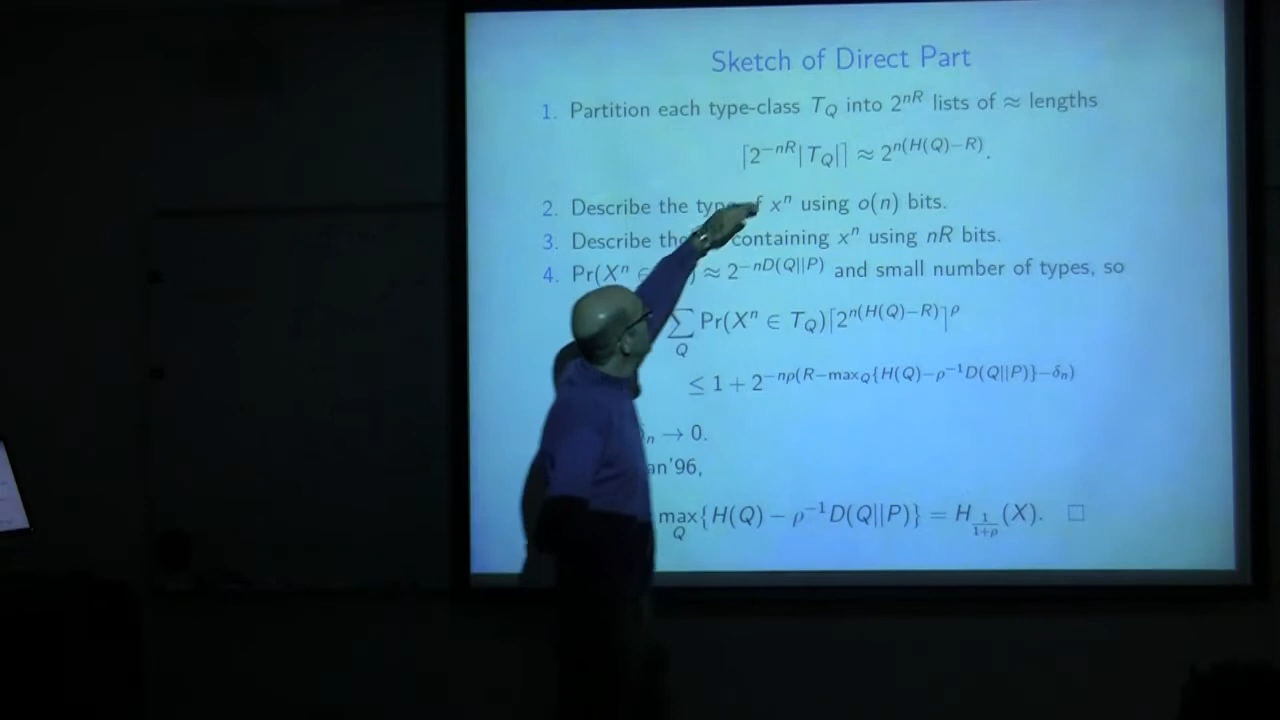 Sketch of Direct Part
1. Partition each type-class T_Q into 2^{nR} lists of ≈ lengths
⌈2^{-nR}|T_Q|⌉ ≈ 2^{n(H(Q)-R)}.
2. Describe the type of x^n using o(n) bits.
3. Describe the containing x^n using nR bits.
4. Pr(X^n ∈ ) ≈ 2^{-nD(Q||P)} and small number of types, so
∑_Q Pr(X^n ∈ T_Q)⌈2^{n(H(Q)-R)}⌉^ρ
≤ 1 + 2^{-nρ(R-max_Q{H(Q)-ρ^{-1}D(Q||P)}-δ_n)}
_n → 0.
an'96,
max_Q{H(Q) − ρ^{-1}D(Q||P)} = H_{1/(1+ρ)}(X). □